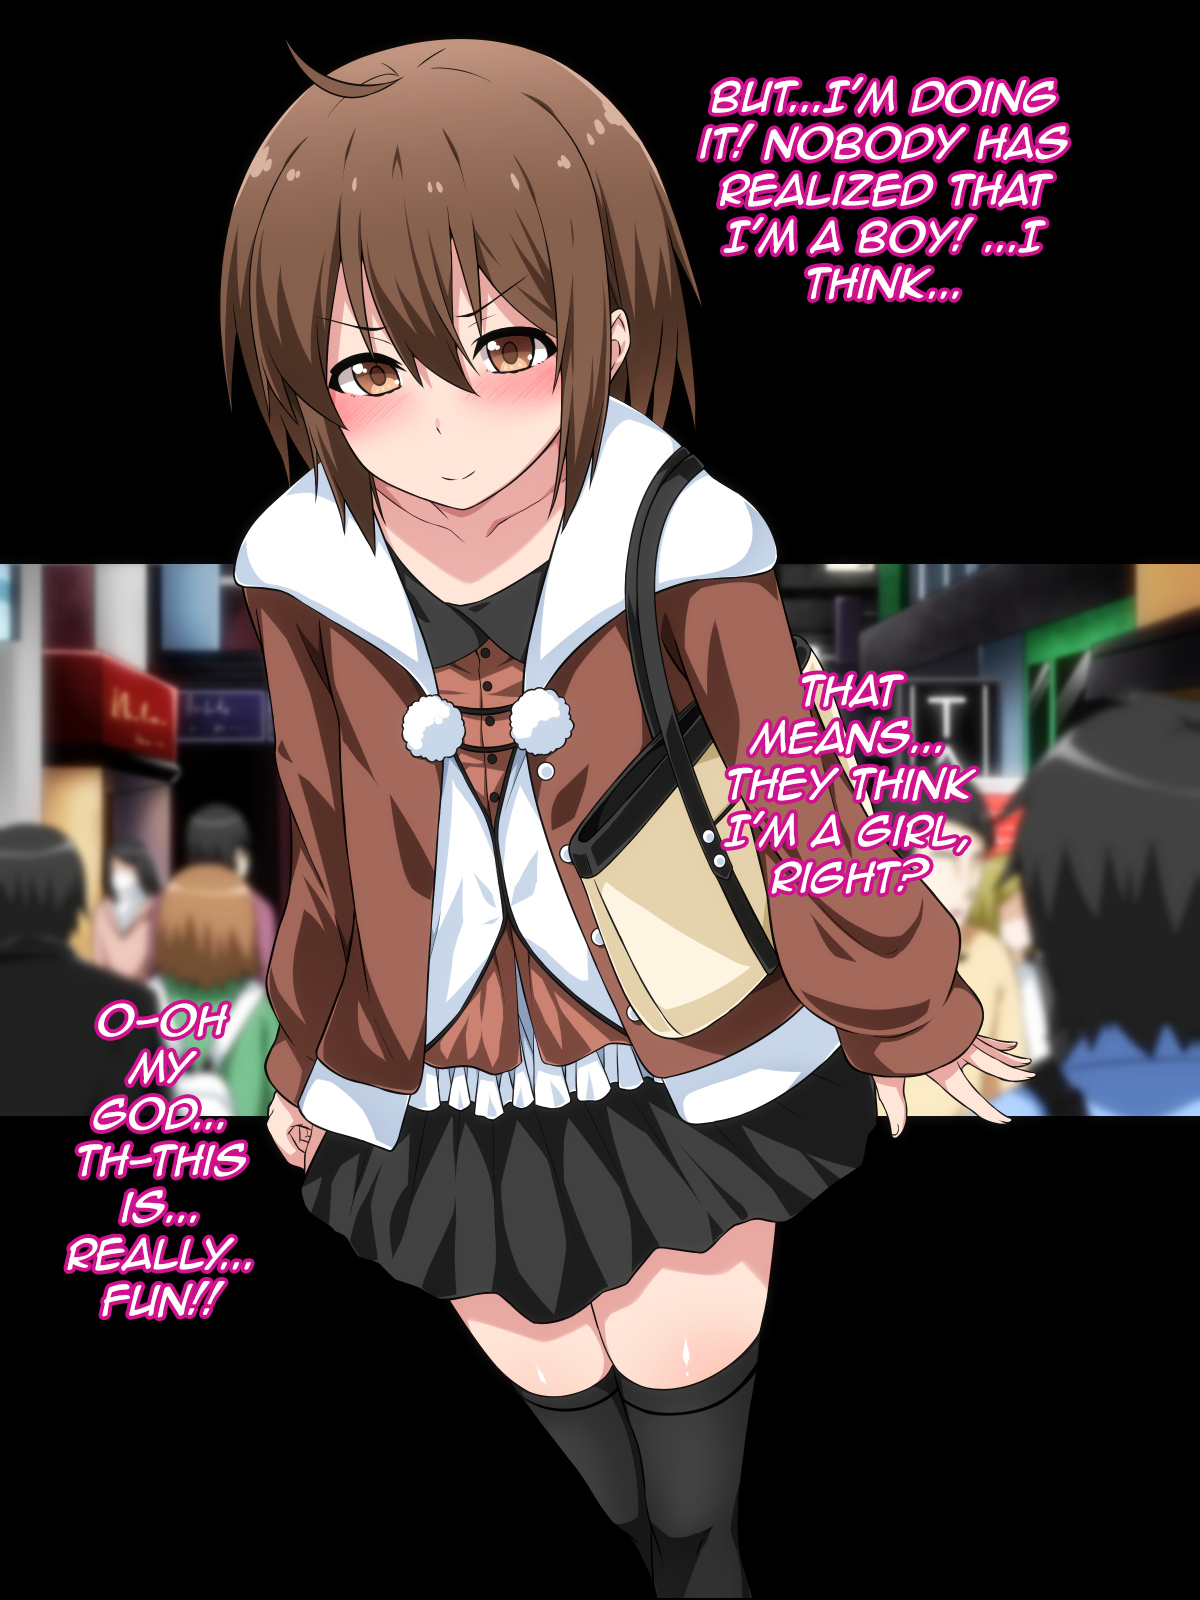 BUT...I'M DOING
IT! NOBODY HAS
REALIZED THAT
I'M A BOY! ...I
THINK...
THAT
MEANS...
THEY THINK
I'M A GIRL,
RIGHT?
O-OH
MY
GOD...
TH-THIS
IS...
REALLY...
FUN!!
T